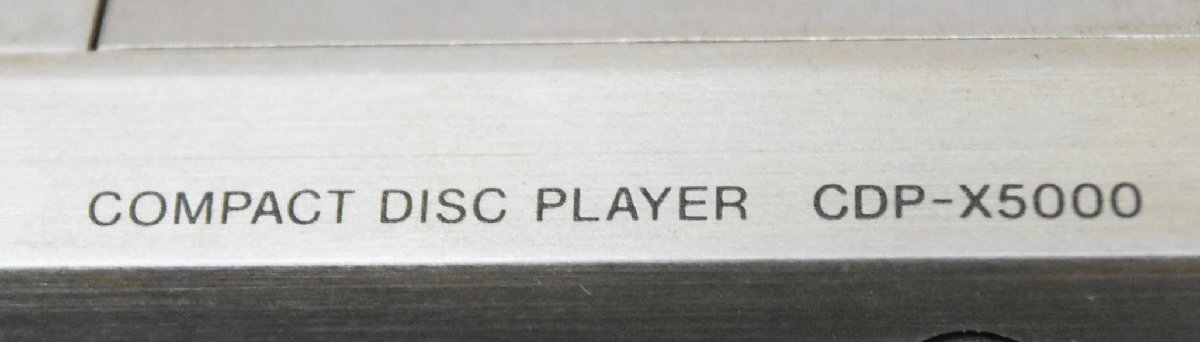 COMPACT DISC PLAYER CDP-X5000